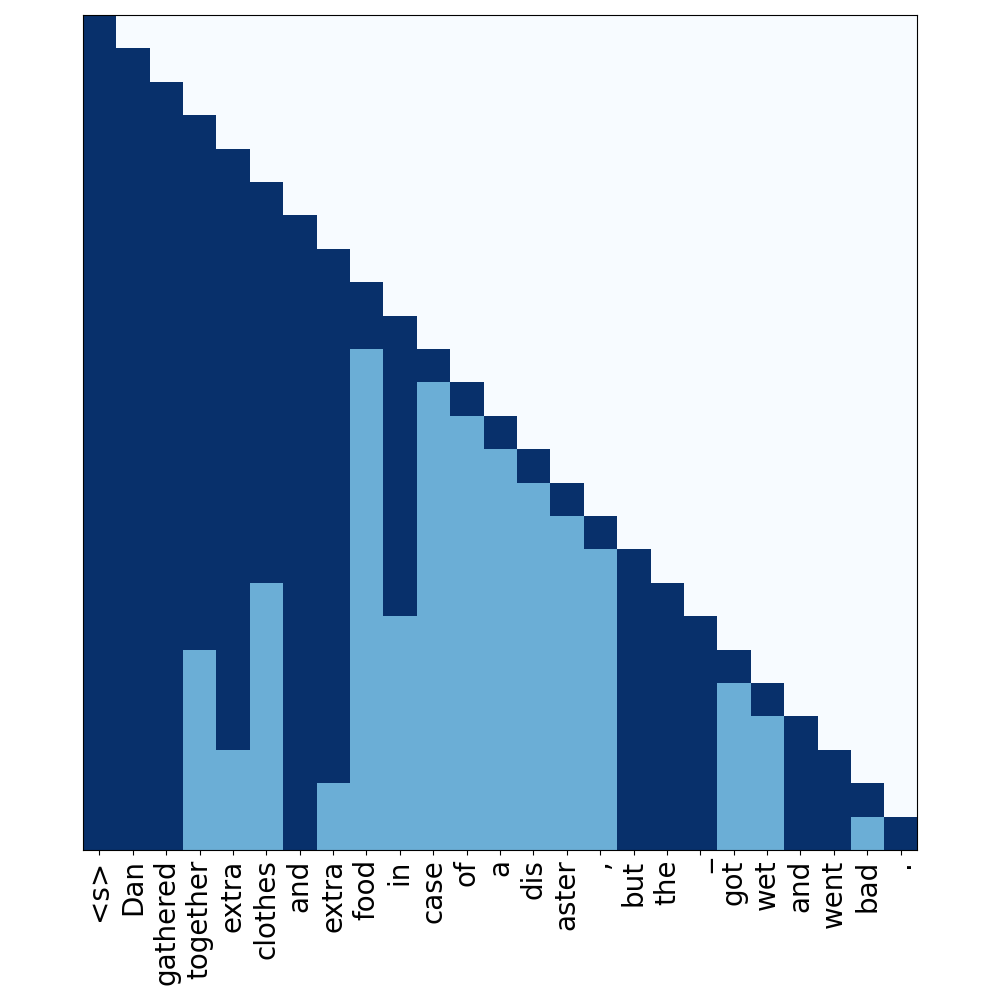 <s> Dan gathered together extra clothes and extra food in case of a dis aster , but the _ got wet and went bad .